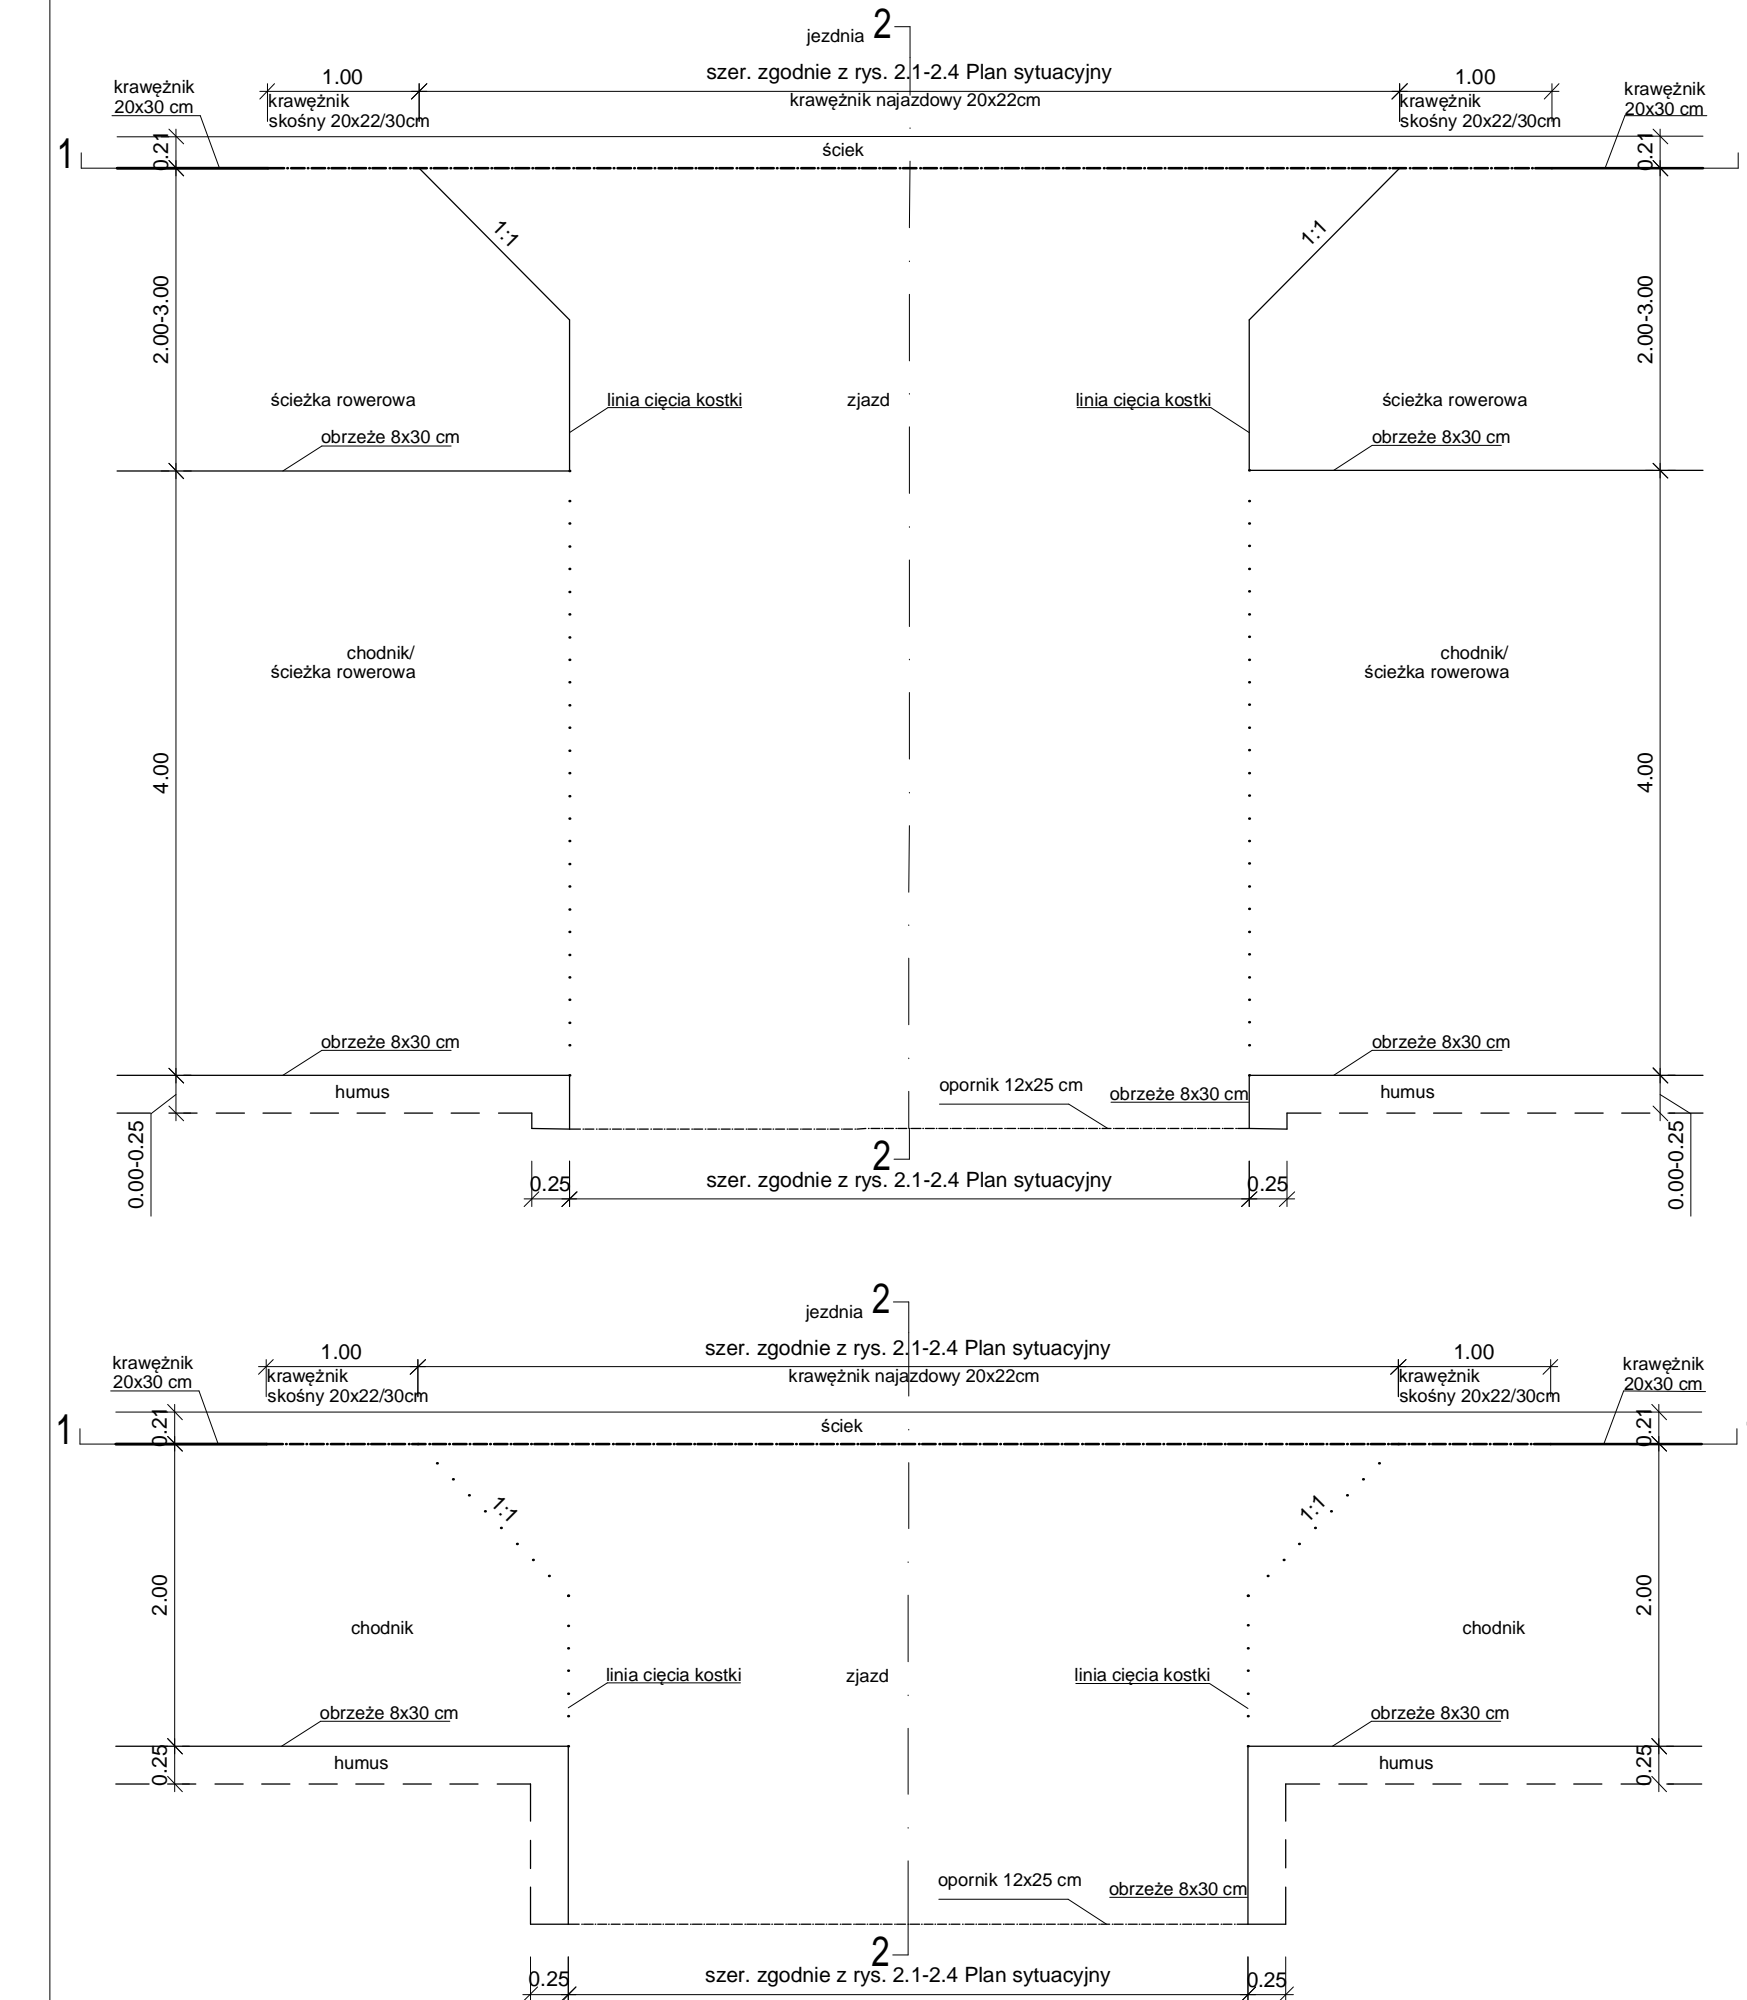 jezdnia 2
szer. zgodnie z rys. 2.1-2.4 Plan sytuacyjny
krawężnik najazdowy 20x22cm
krawężnik
20x30 cm
1.00
krawężnik
skośny 20x22/30cm
1.00
krawężnik
skośny 20x22/30cm
krawężnik
20x30 cm
1
0.21
ściek
0.21
1:1
1:1
2.00-3.00
2.00-3.00
ścieżka rowerowa
linia cięcia kostki
zjazd
linia cięcia kostki
ścieżka rowerowa
obrzeże 8x30 cm
obrzeże 8x30 cm
chodnik/
ścieżka rowerowa
chodnik/
ścieżka rowerowa
4.00
4.00
obrzeże 8x30 cm
obrzeże 8x30 cm
humus
opornik 12x25 cm
obrzeże 8x30 cm
humus
0.00-0.25
0.00-0.25
2
0.25
szer. zgodnie z rys. 2.1-2.4 Plan sytuacyjny
0.25
jezdnia 2
szer. zgodnie z rys. 2.1-2.4 Plan sytuacyjny
krawężnik najazdowy 20x22cm
krawężnik
20x30 cm
1.00
krawężnik
skośny 20x22/30cm
1.00
krawężnik
skośny 20x22/30cm
krawężnik
20x30 cm
1
0.21
ściek
0.21
1:1
1:1
2.00
2.00
chodnik
chodnik
linia cięcia kostki
zjazd
linia cięcia kostki
obrzeże 8x30 cm
obrzeże 8x30 cm
0.25
humus
humus
0.25
opornik 12x25 cm
obrzeże 8x30 cm
2
0.25
szer. zgodnie z rys. 2.1-2.4 Plan sytuacyjny
0.25